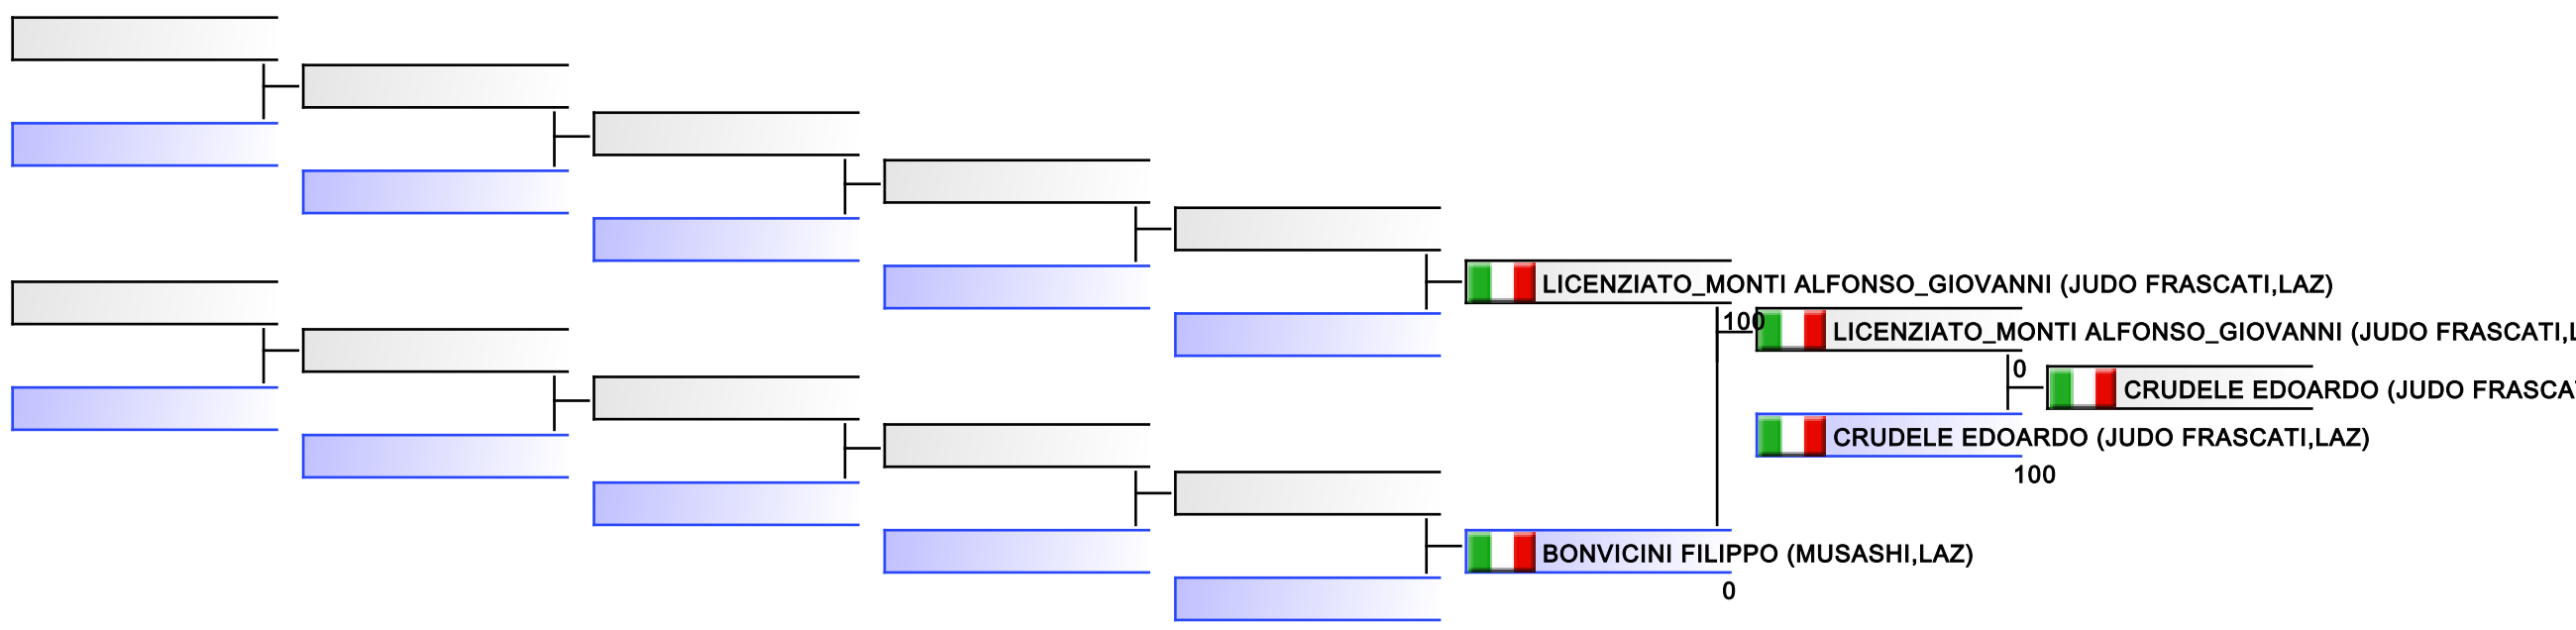 LICENZIATO_MONTI ALFONSO_GIOVANNI (JUDO FRASCATI,LAZ)
100
LICENZIATO_MONTI ALFONSO_GIOVANNI (JUDO FRASCATI,L
0
CRUDELE EDOARDO (JUDO FRASCA
CRUDELE EDOARDO (JUDO FRASCATI,LAZ)
100
BONVICINI FILIPPO (MUSASHI,LAZ)
0